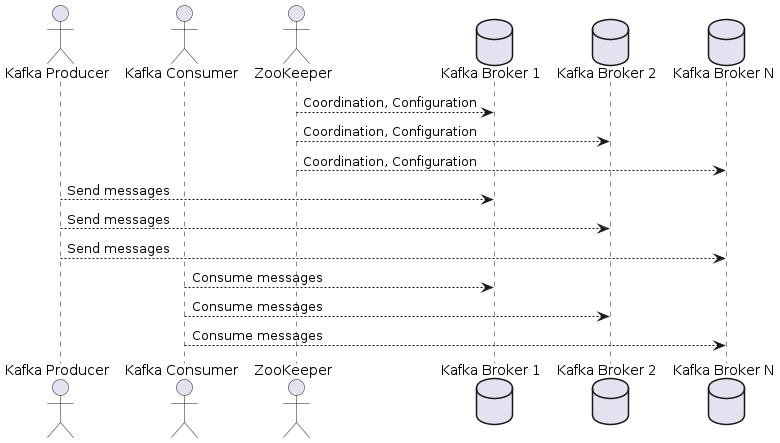 Kafka Producer Kafka Consumer ZooKeeper Kafka Broker 1 Kafka Broker 2 Kafka Broker N
Coordination, Configuration
Coordination, Configuration
Coordination, Configuration
Send messages
Send messages
Send messages
Consume messages
Consume messages
Consume messages
Kafka Producer Kafka Consumer ZooKeeper Kafka Broker 1 Kafka Broker 2 Kafka Broker N